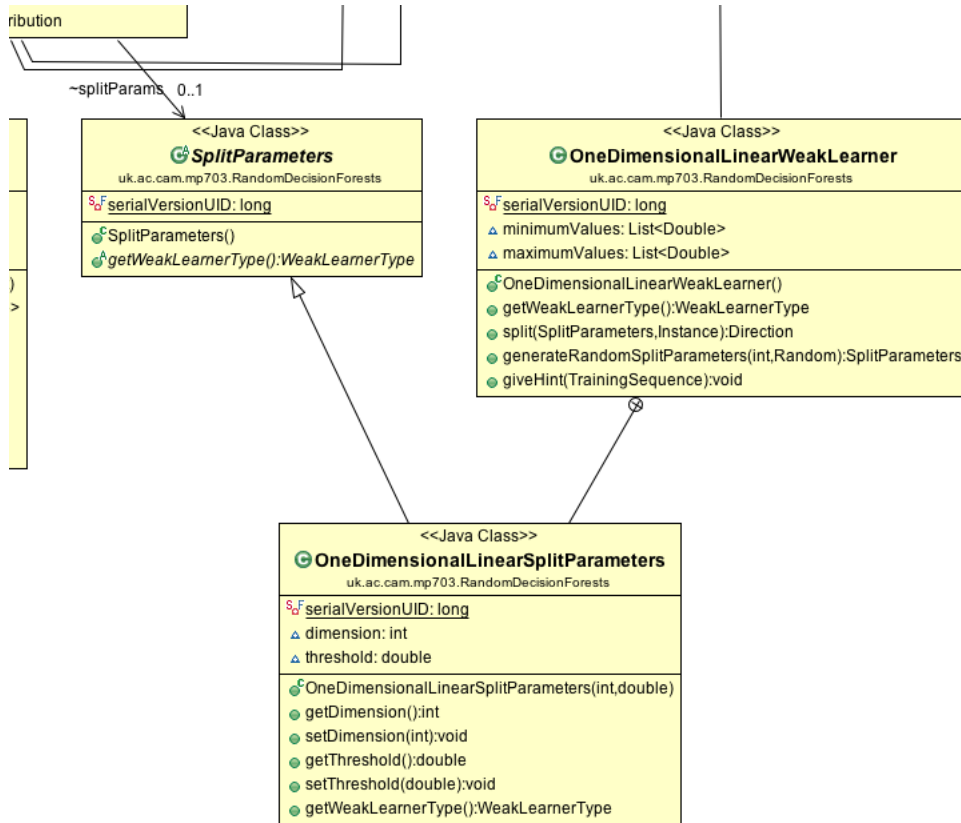 ribution
~splitParams 0..1
<<Java Class>>
SplitParameters
uk.ac.cam.mp703.RandomDecisionForests
serialVersionUID: long
SplitParameters()
getWeakLearnerType():WeakLearnerType
)
>
<<Java Class>>
OneDimensionalLinearWeakLearner
uk.ac.cam.mp703.RandomDecisionForests
serialVersionUID: long
minimumValues: List<Double>
maximumValues: List<Double>
OneDimensionalLinearWeakLearner()
getWeakLearnerType():WeakLearnerType
split(SplitParameters,Instance):Direction
generateRandomSplitParameters(int,Random):SplitParameters
giveHint(TrainingSequence):void
<<Java Class>>
OneDimensionalLinearSplitParameters
uk.ac.cam.mp703.RandomDecisionForests
serialVersionUID: long
dimension: int
threshold: double
OneDimensionalLinearSplitParameters(int,double)
getDimension():int
setDimension(int):void
getThreshold():double
setThreshold(double):void
getWeakLearnerType():WeakLearnerType